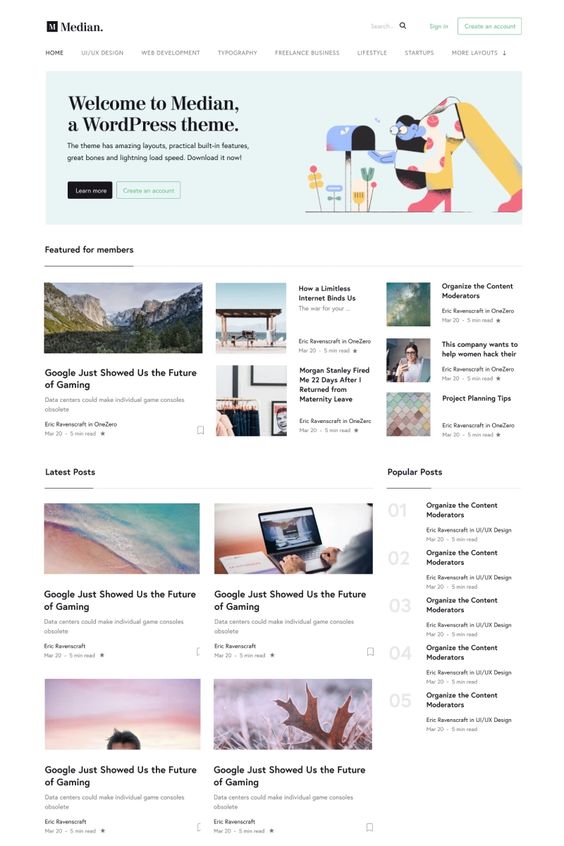 M Median.
Search...
Sign in
Create an account
HOME
UI/UX DESIGN
WEB DEVELOPMENT
TYPOGRAPHY
FREELANCE BUSINESS
LIFESTYLE
STARTUPS
MORE LAYOUTS ↓
Welcome to Median,
a WordPress theme.
The theme has amazing layouts, practical built-in features,
great bones and lightning load speed. Download it now!
Learn more
Create an account
Featured for members
Google Just Showed Us the Future
of Gaming
Data centers could make individual game consoles
obsolete
Eric Ravenscraft in OneZero
Mar 20 - 5 min read ★
How a Limitless
Internet Binds Us
The war for your ...
Eric Ravenscraft in OneZero
Mar 20 - 5 min read ★
Morgan Stanley Fired
Me 22 Days After I
Returned from
Maternity Leave
Eric Ravenscraft in OneZerc
Mar 20 - 5 min read ★
Organize the Content
Moderators
Eric Ravenscraft in OneZero
Mar 20 - 5 min read ★
This company wants to
help women hack their
Eric Ravenscraft in OneZero
Mar 20 - 5 min read ★
Project Planning Tips
Eric Ravenscraft in OneZero
Mar 20 - 5 min read ★
Latest Posts
Google Just Showed Us the Future
of Gaming
Data centers could make individual game consoles
obsolete
Eric Ravenscraft
Mar 20 - 5 min read ★
Google Just Showed Us the Future
of Gaming
Data centers could make individual game consoles
obsolete
Eric Ravenscraft
Mar 20 - 5 min read ★
Google Just Showed Us the Future
of Gaming
Data centers could make individual game consoles
obsolete
Eric Ravenscraft
Mar 20 - 5 min read ★
Google Just Showed Us the Future
of Gaming
Data centers could make individual game consoles
obsolete
Eric Ravenscraft
Mar 20 - 5 min read ★
Popular Posts
01
Organize the Content
Moderators
Eric Ravenscraft in UI/UX Design
Mar 20 - 5 min read
02
Organize the Content
Moderators
Eric Ravenscraft in UI/UX Design
Mar 20 - 5 min read
03
Organize the Content
Moderators
Eric Ravenscraft in UI/UX Design
Mar 20 - 5 min read
04
Organize the Content
Moderators
Eric Ravenscraft in UI/UX Design
Mar 20 - 5 min read
05
Organize the Content
Moderators
Eric Ravenscraft in UI/UX Design
Mar 20 - 5 min read